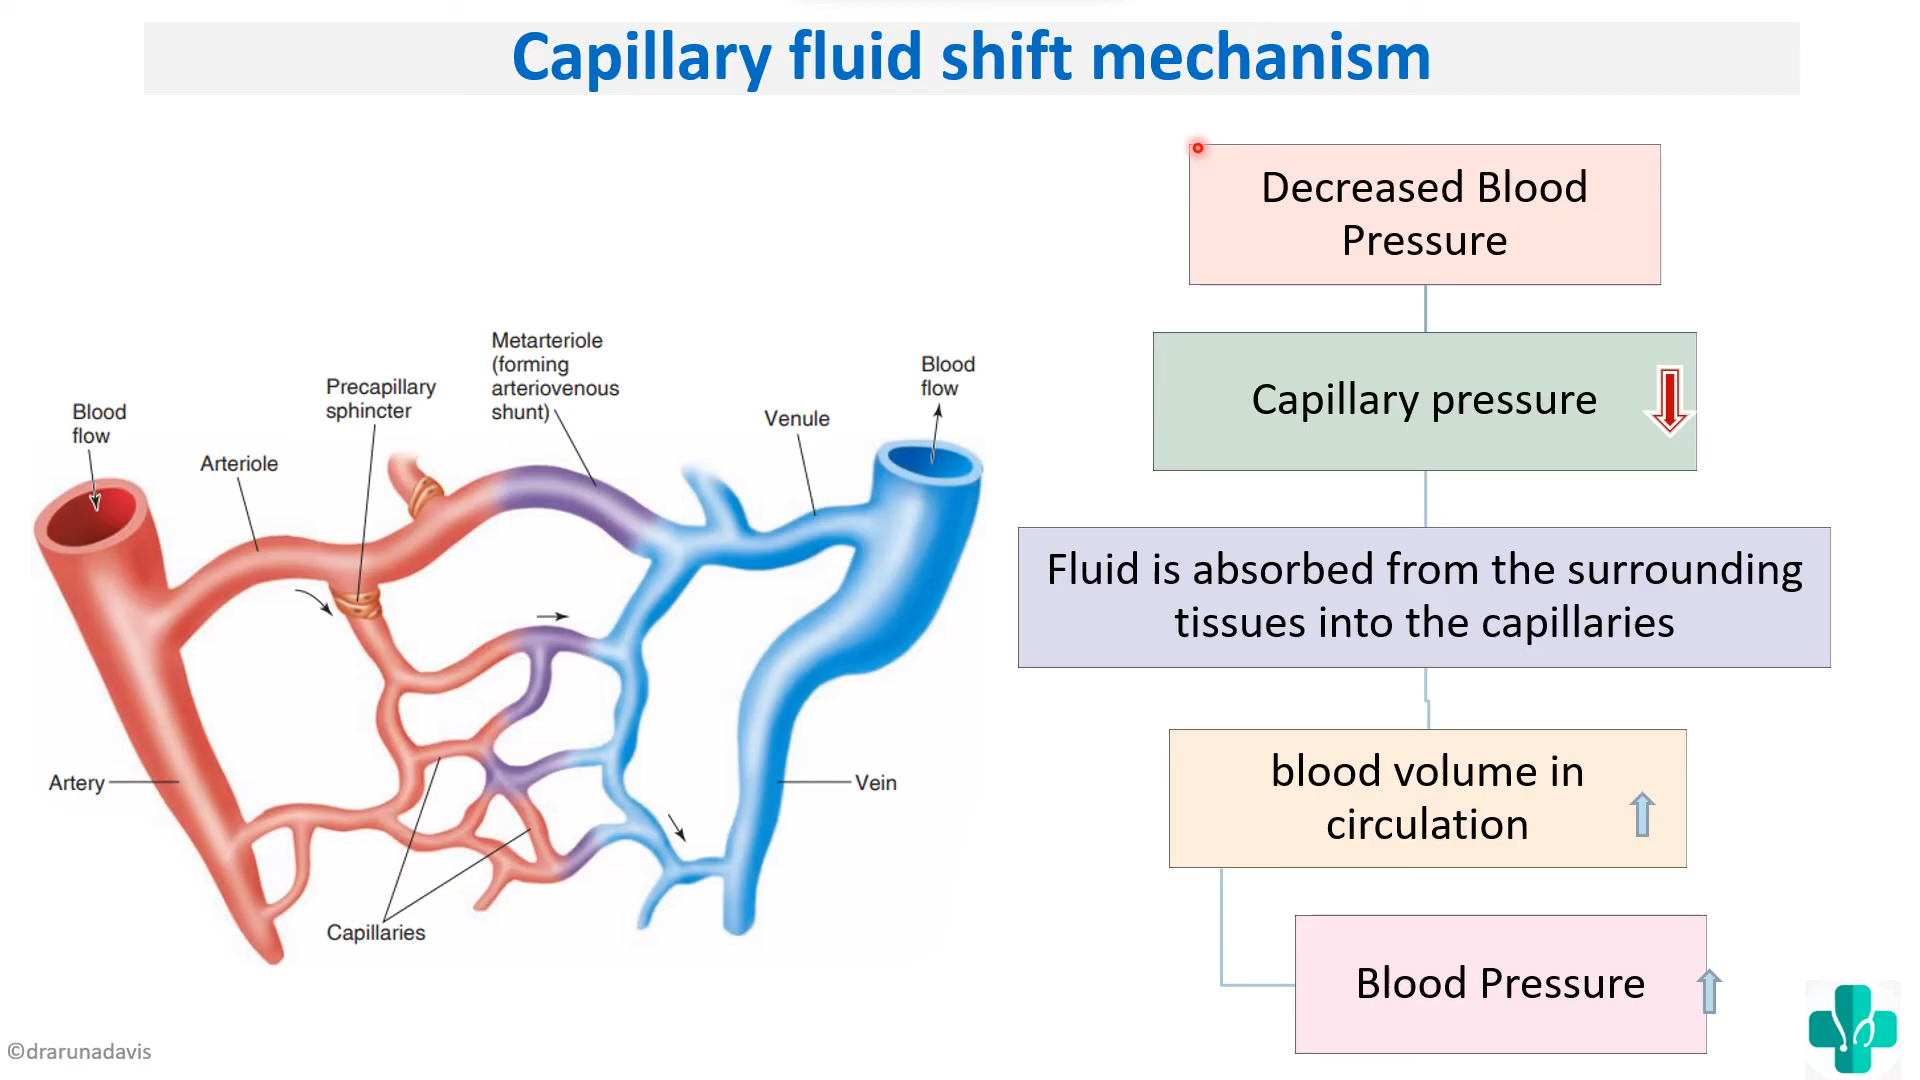 Capillary fluid shift mechanism
Decreased Blood
Pressure
Capillary pressure
Fluid is absorbed from the surrounding
tissues into the capillaries
blood volume in
circulation
Blood Pressure
Blood
flow
Arteriole
Precapillary
sphincter
Metarteriole
(forming
arteriovenous
shunt)
Venule
Blood
flow
Artery
Vein
Capillaries
©drarunadavis